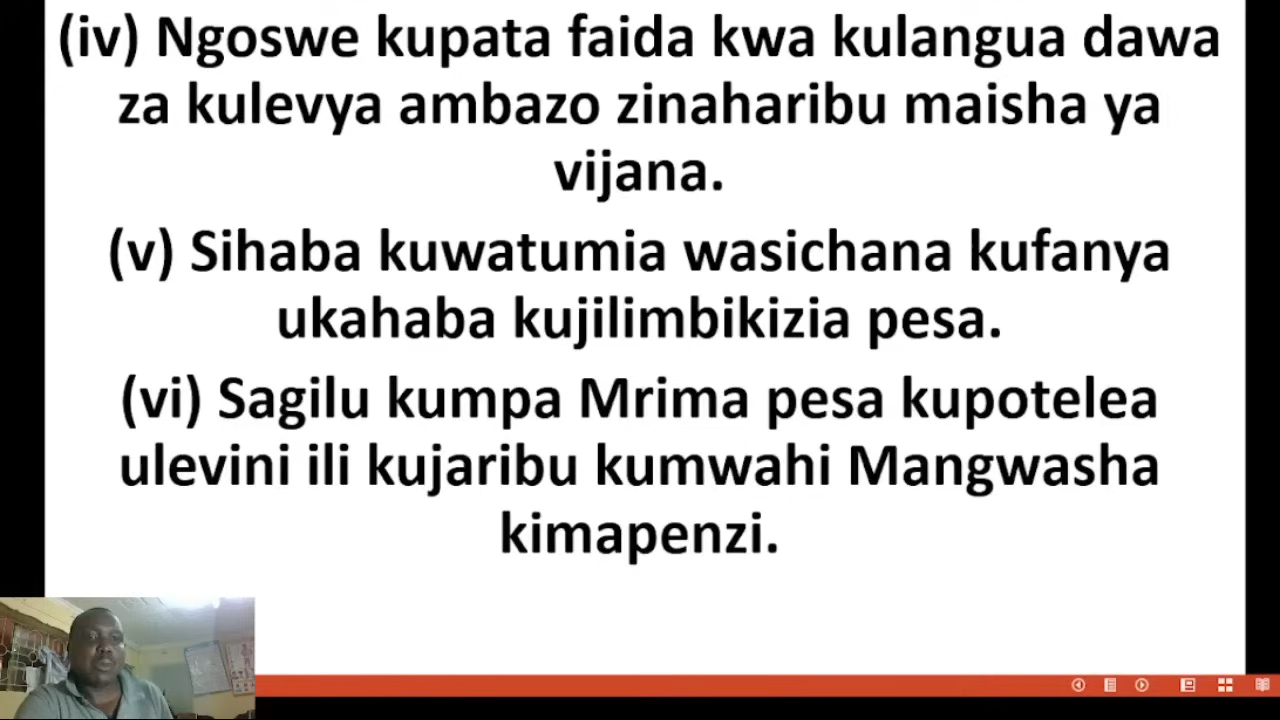 (iv) Ngoswe kupata faida kwa kulangua dawa
za kulevya ambazo zinaharibu maisha ya
vijana.
(v) Sihaba kuwatumia wasichana kufanya
ukahaba kujilimbikizia pesa.
(vi) Sagilu kumpa Mrima pesa kupotelea
ulevini ili kujaribu kumwahi Mangwasha
kimapenzi.